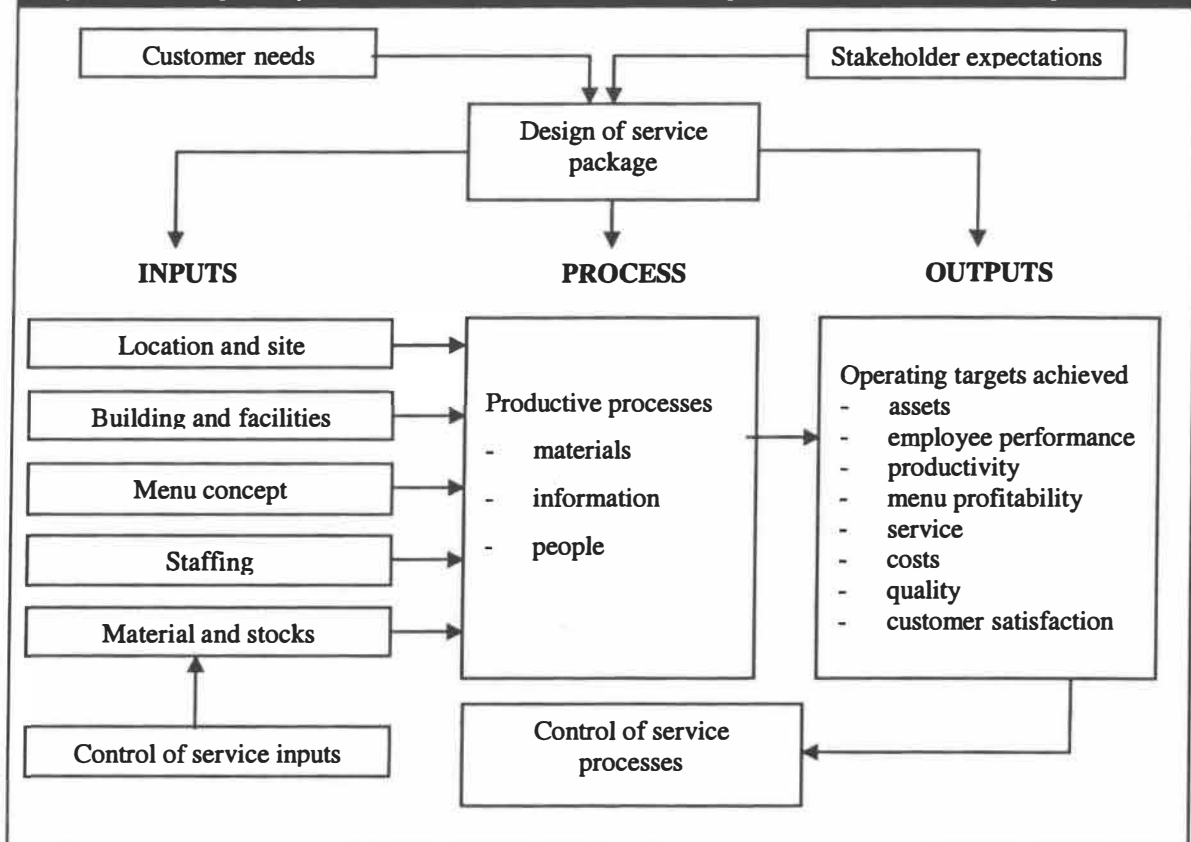 Customer needs
Stakeholder expectations
Design of service
package
INPUTS
PROCESS
OUTPUTS
Location and site
Building and facilities
Menu concept
Staffing
Material and stocks
Control of service inputs
Productive processes
- materials
- information
- people
Control of service
processes
Operating targets achieved
- assets
- employee performance
- productivity
- menu profitability
- service
- costs
- quality
- customer satisfaction